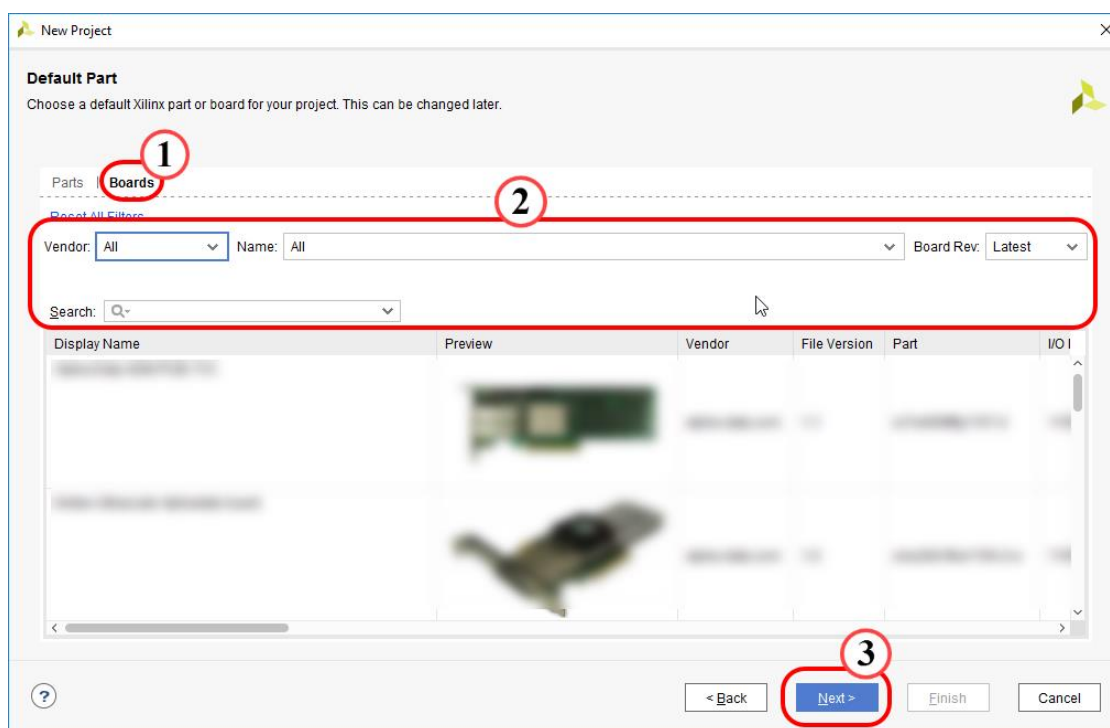 New Project
Default Part
Choose a default Xilinx part or board for your project. This can be changed later.
1
Parts | Boards
2
Reset All Filters
Vendor: All Name: All Board Rev: Latest
Search:
Display Name Preview Vendor File Version Part I/O
3
? < Back Next > Finish Cancel